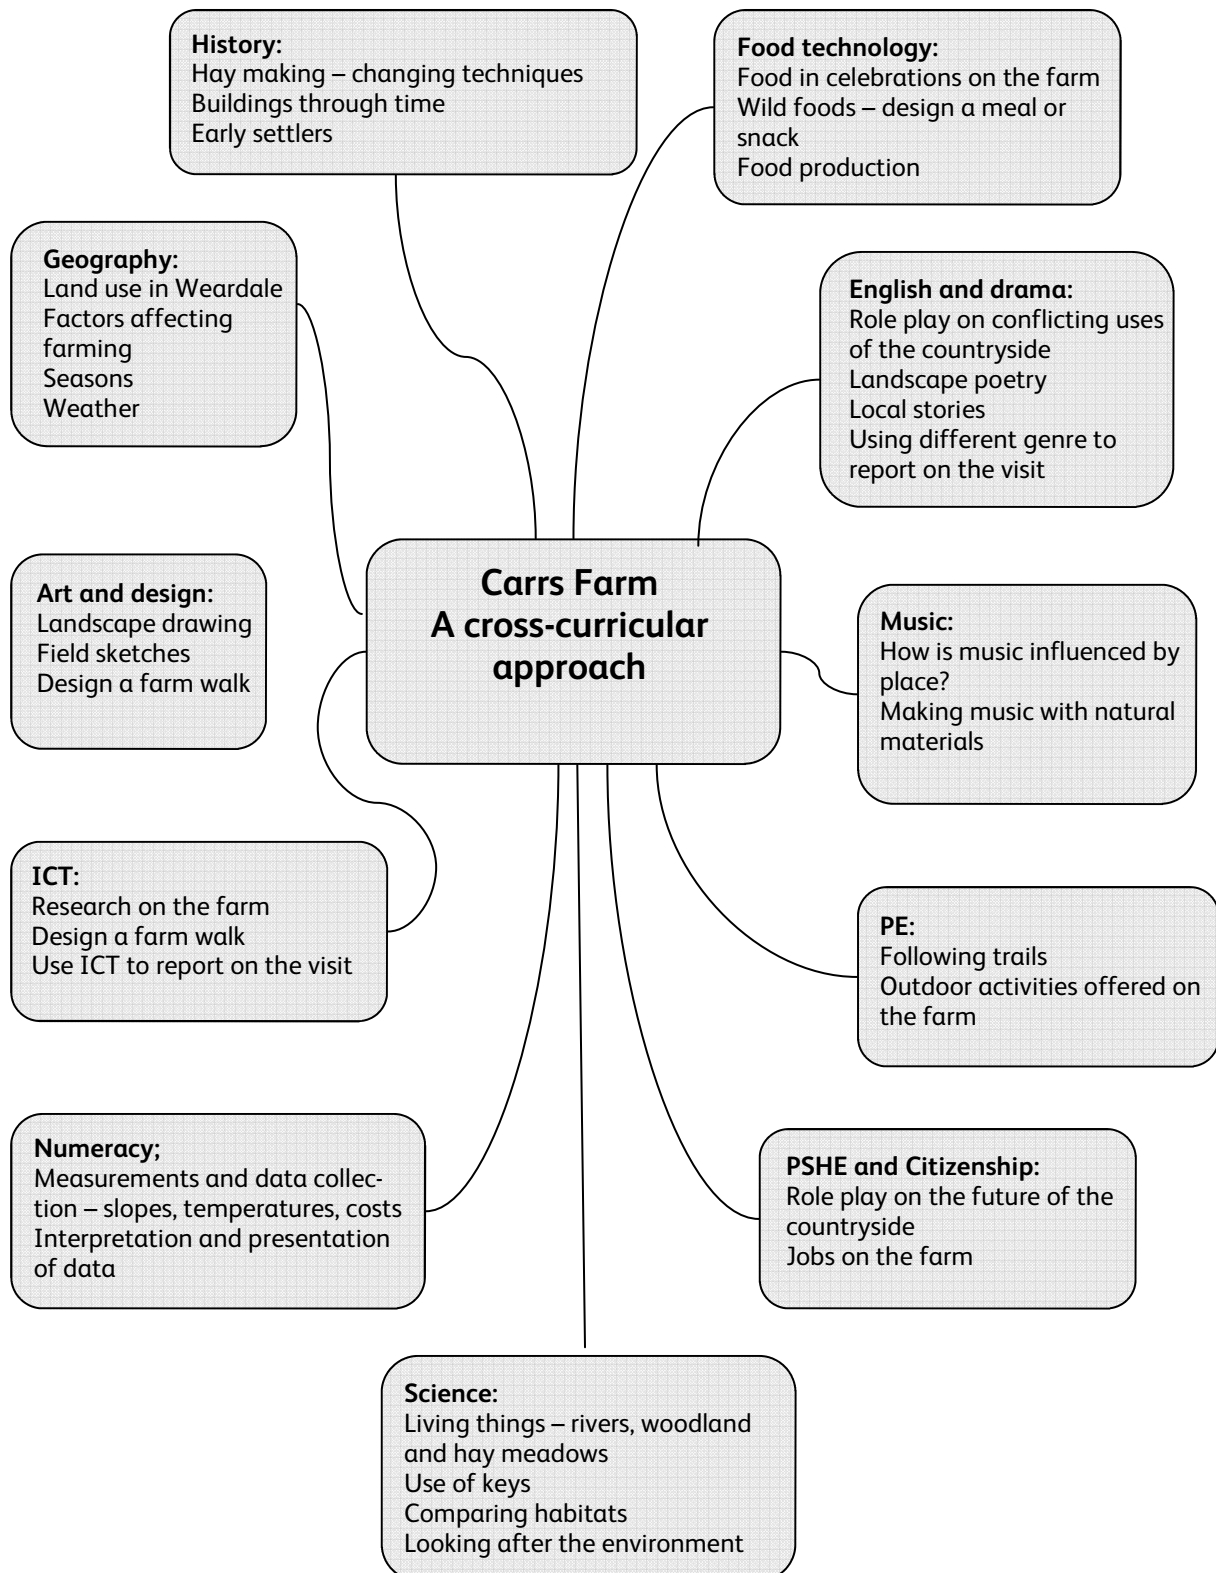 History:
Hay making – changing techniques
Buildings through time
Early settlers
Food technology:
Food in celebrations on the farm
Wild foods – design a meal or
snack
Food production
Geography:
Land use in Weardale
Factors affecting
farming
Seasons
Weather
English and drama:
Role play on conflicting uses
of the countryside
Landscape poetry
Local stories
Using different genre to
report on the visit
Carrs Farm
A cross-curricular
approach
Art and design:
Landscape drawing
Field sketches
Design a farm walk
Music:
How is music influenced by
place?
Making music with natural
materials
ICT:
Research on the farm
Design a farm walk
Use ICT to report on the visit
PE:
Following trails
Outdoor activities offered on
the farm
Numeracy;
Measurements and data collec-
tion – slopes, temperatures, costs
Interpretation and presentation
of data
PSHE and Citizenship:
Role play on the future of the
countryside
Jobs on the farm
Science:
Living things – rivers, woodland
and hay meadows
Use of keys
Comparing habitats
Looking after the environment